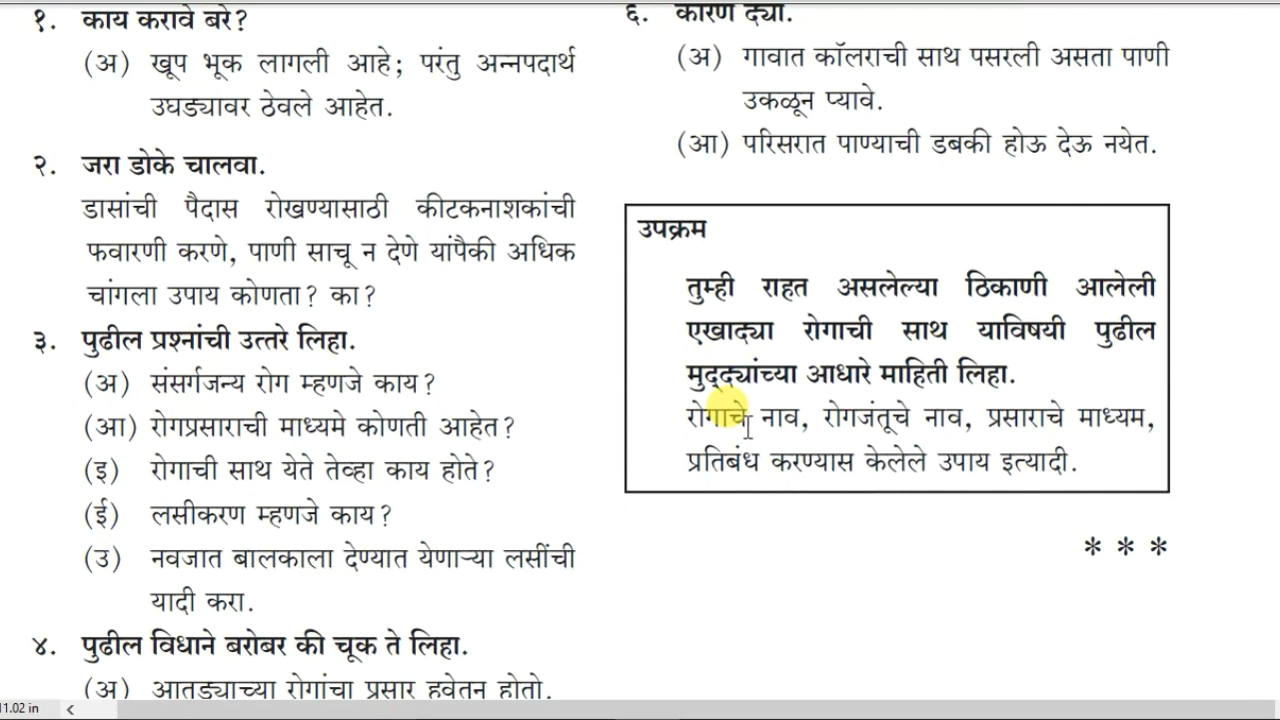 १. काय करावे बरे?
(अ) खूप भूक लागली आहे; परंतु अन्नपदार्थ
उघड्यावर ठेवले आहेत.
२. जरा डोके चालवा.
डासांची पैदास रोखण्यासाठी कीटकनाशकांची
फवारणी करणे, पाणी साचू न देणे यांपैकी अधिक
चांगला उपाय कोणता? का?
३. पुढील प्रश्नांची उत्तरे लिहा.
(अ) संसर्गजन्य रोग म्हणजे काय?
(आ) रोगप्रसाराची माध्यमे कोणती आहेत?
(इ) रोगाची साथ येते तेव्हा काय होते?
(ई) लसीकरण म्हणजे काय?
(उ) नवजात बालकाला देण्यात येणाऱ्या लसींची
यादी करा.
४. पुढील विधाने बरोबर की चूक ते लिहा.
(अ) आतड्याच्या रोगांचा प्रसार हवेतून होतो.
६. कारण द्या.
(अ) गावात कॉलराची साथ पसरली असता पाणी
उकळून प्यावे.
(आ) परिसरात पाण्याची डबकी होऊ देऊ नयेत.
उपक्रम
तुम्ही राहत असलेल्या ठिकाणी आलेली
एखाद्या रोगाची साथ याविषयी पुढील
मुद्द्यांच्या आधारे माहिती लिहा.
रोगाचे नाव, रोगजंतूचे नाव, प्रसाराचे माध्यम,
प्रतिबंध करण्यास केलेले उपाय इत्यादी.
* * *
11.02 in